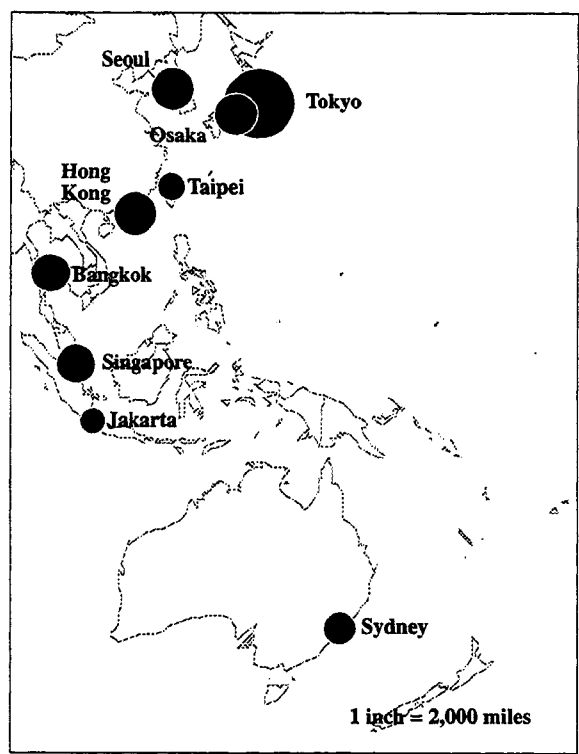 Seoul
Tokyo
Osaka
Hong
Kong
Taipei
Bangkok
Singapore
Jakarta
Sydney
1 inch = 2,000 miles